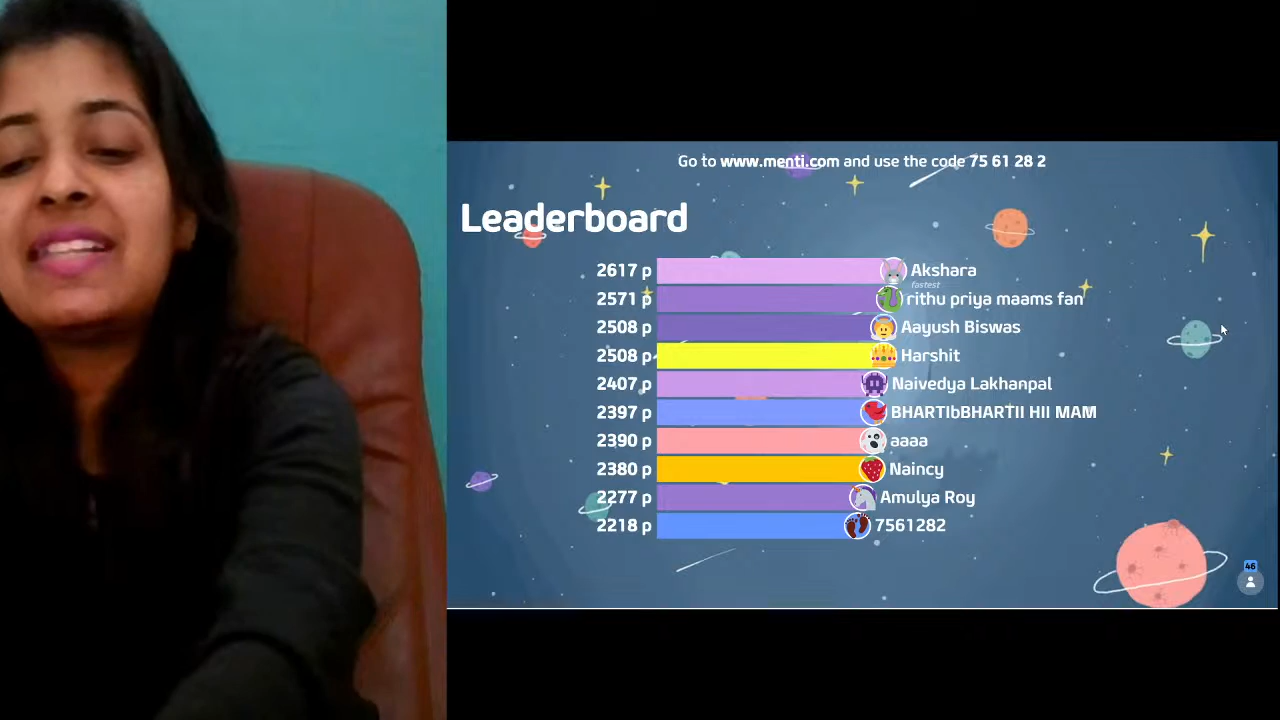 Go to www.menti.com and use the code 75 61 28 2
Leaderboard
2617 p Akshara
fastest
2571 p rithu priya maams fan
2508 p Aayush Biswas
2508 p Harshit
2407 p Naivedya Lakhanpal
2397 p BHARTIbBHARTII HII MAM
2390 p aaaa
2380 p Naincy
2277 p Amulya Roy
2218 p 7561282
46